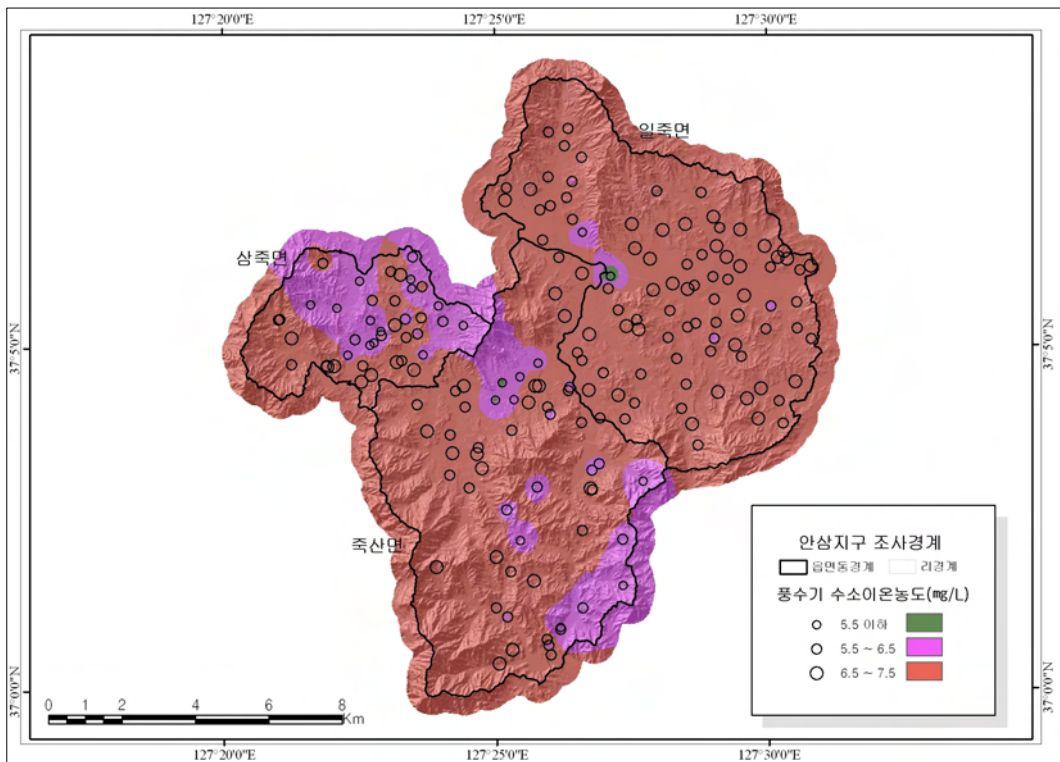 127°20'0"E 127°25'0"E 127°30'0"E
일죽면
삼죽면
37°5'0"N 37°5'0"N
죽산면
안삼지구 조사경계
읍면동경계 리경계
풍수기 수소이온농도(㎎/L)
5.5 이하
5.5 ~ 6.5
6.5 ~ 7.5
37°0'0"N 37°0'0"N
0 1 2 4 6 8
Km
127°20'0"E 127°25'0"E 127°30'0"E